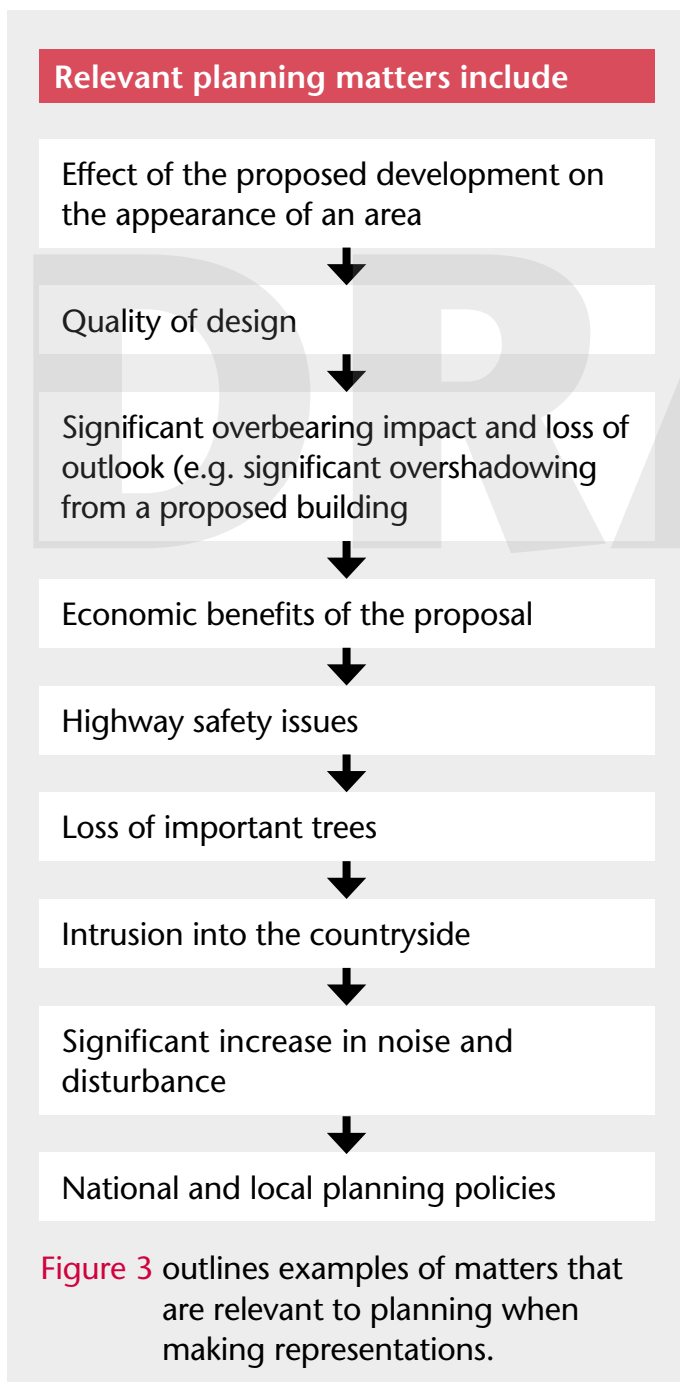 Relevant planning matters include
Effect of the proposed development on
the appearance of an area
Quality of design
Significant overbearing impact and loss of
outlook (e.g. significant overshadowing
from a proposed building
Economic benefits of the proposal
Highway safety issues
Loss of important trees
Intrusion into the countryside
Significant increase in noise and
disturbance
National and local planning policies
Figure 3 outlines examples of matters that
are relevant to planning when
making representations.